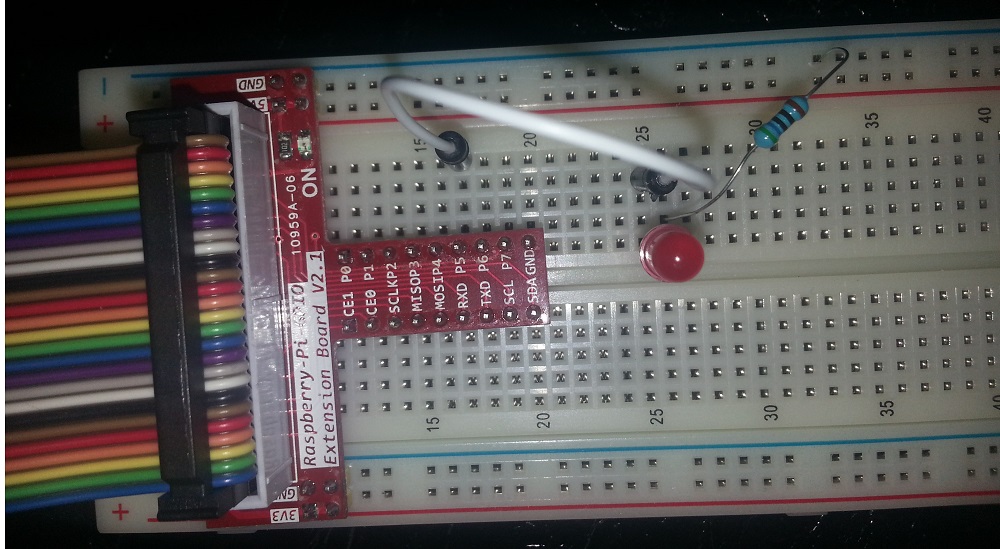 GND
5V
ON
10959A-06
Raspberry-Pi-GPIO
Extension Board V2.1
CE1 P0
CE0 P1
SCLKP2
MISOP3
MOSIP4
RXD P5
TXD P6
SCL P7
SDA GND
GND
3V3
- +
15 20 25 30 35 40
15 20 25 30 35 40
+ -